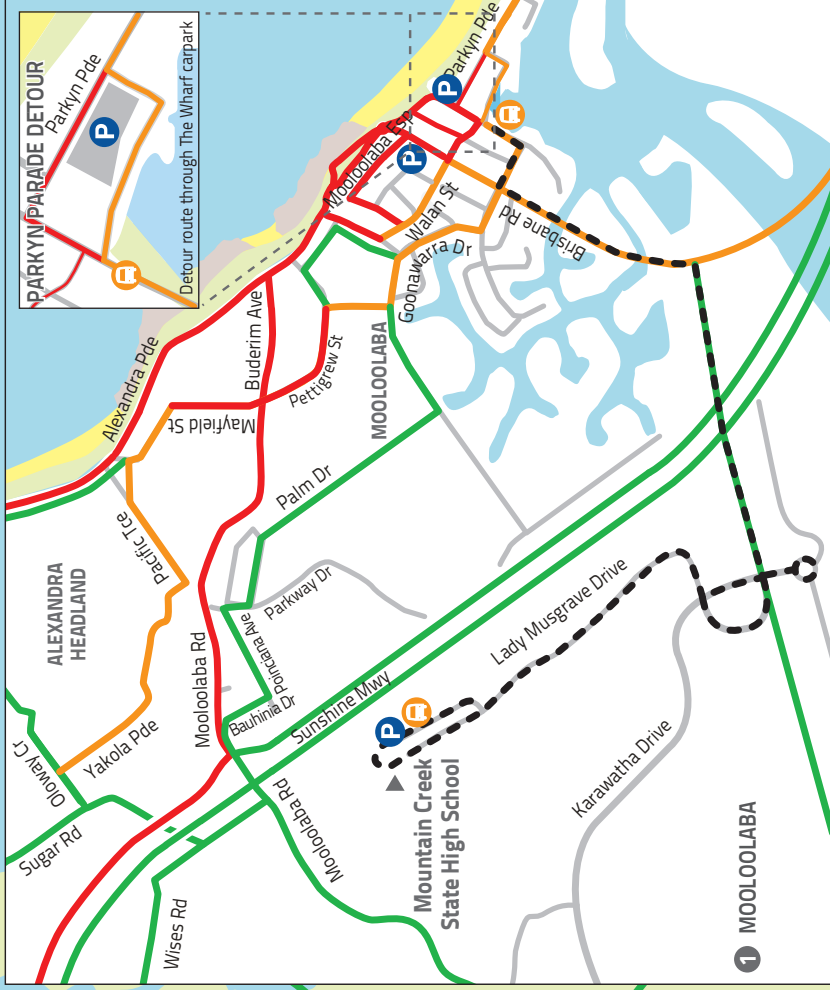 PARKYN PARADE DETOUR
Parkyn Pde
P
Detour route through The Wharf carpark
Parkyn Pde
P
Mooloolaba Esp
P
Walan St
Brisbane Rd
Goonawarra Dr
Alexandra Pde
Buderim Ave
Pettigrew St
Mayfield St
MOOLOOLABA
Palm Dr
Pacific Tce
ALEXANDRA
HEADLAND
Parkway Dr
Poinciana Ave
Mooloolaba Rd
Bauhinia Dr
Sunshine Mwy
Lady Musgrave Drive
Oloway Cr
Yakola Pde
Sugar Rd
Mooloolaba Rd
P
Mountain Creek
State High School
Karawatha Drive
Wises Rd
1 MOOLOOLABA